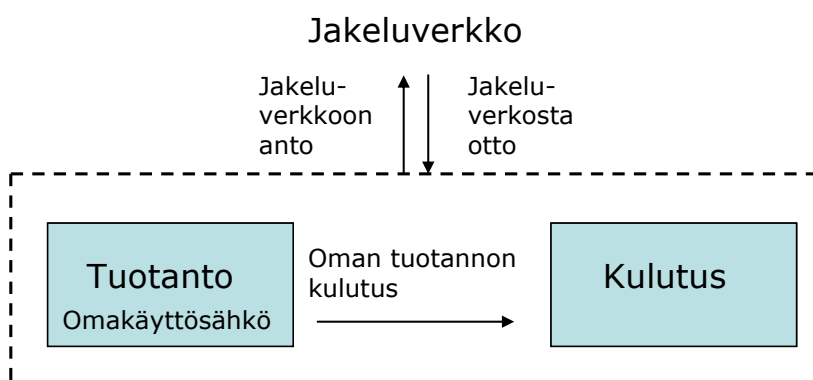 Jakeluverkko
Jakelu-
verkkoon
anto
Jakelu-
verkosta
otto
Tuotanto
Omakäyttösähkö
Oman tuotannon
kulutus
Kulutus